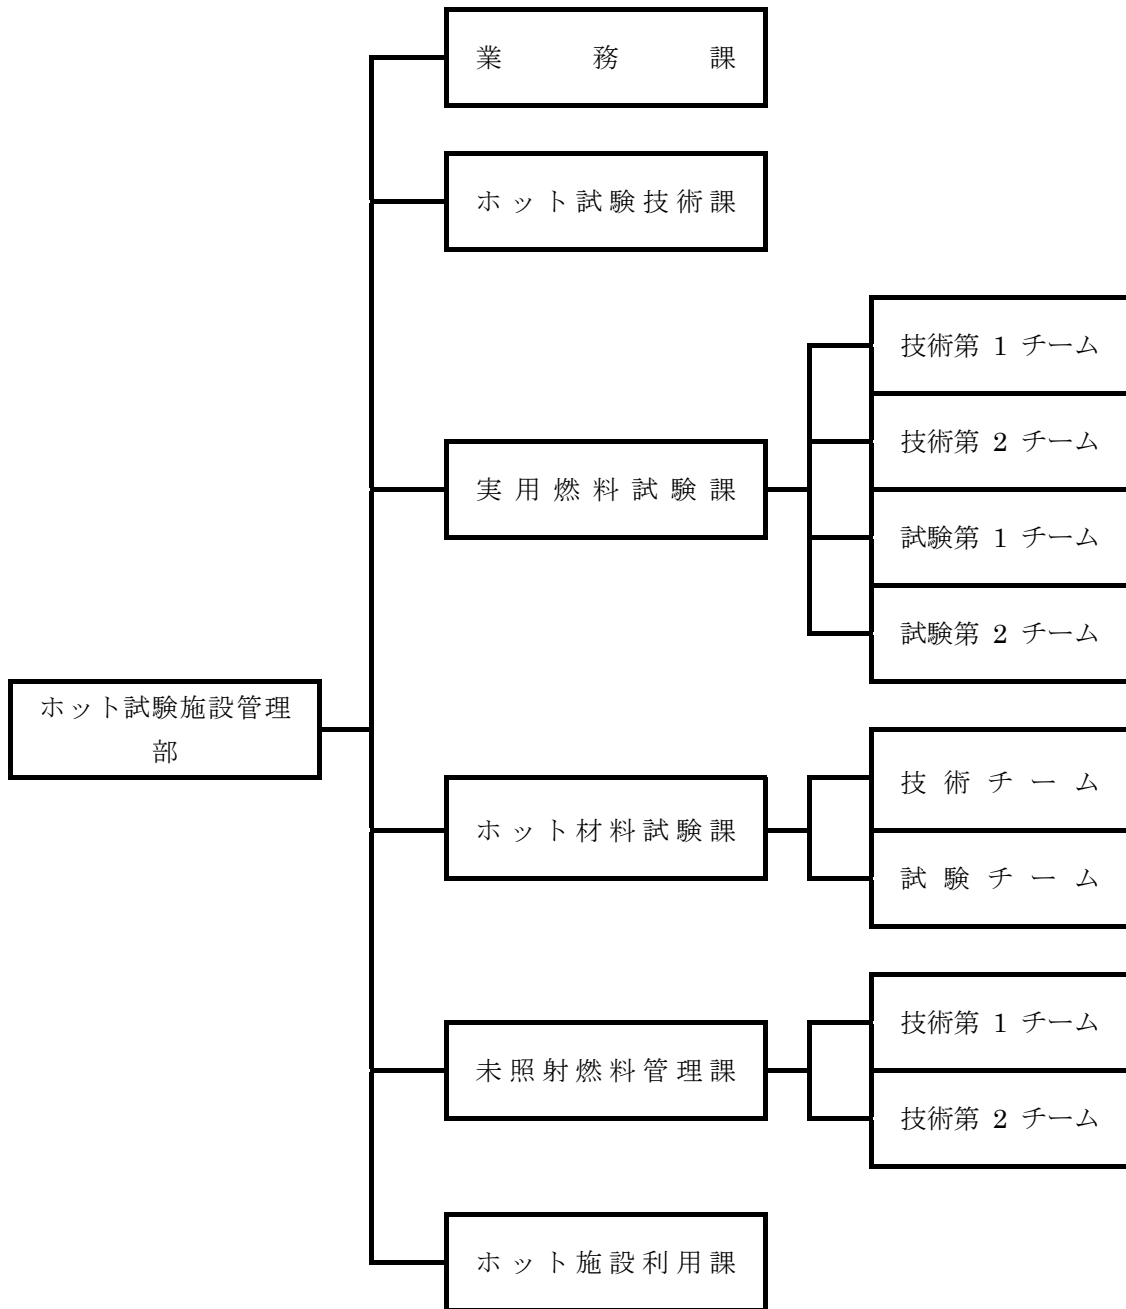 業務課
ホット試験技術課
実用燃料試験課
技術第 1 チーム
技術第 2 チーム
試験第 1 チーム
試験第 2 チーム
ホット試験施設管理
部
ホット材料試験課
技術チーム
試験チーム
未照射燃料管理課
技術第 1 チーム
技術第 2 チーム
ホット施設利用課